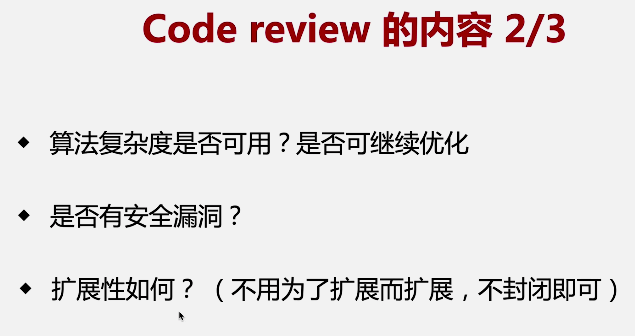 Code review 的内容 2/3
◆ 算法复杂度是否可用？是否可继续优化
◆ 是否有安全漏洞？
◆ 扩展性如何？（不用为了扩展而扩展，不封闭即可）